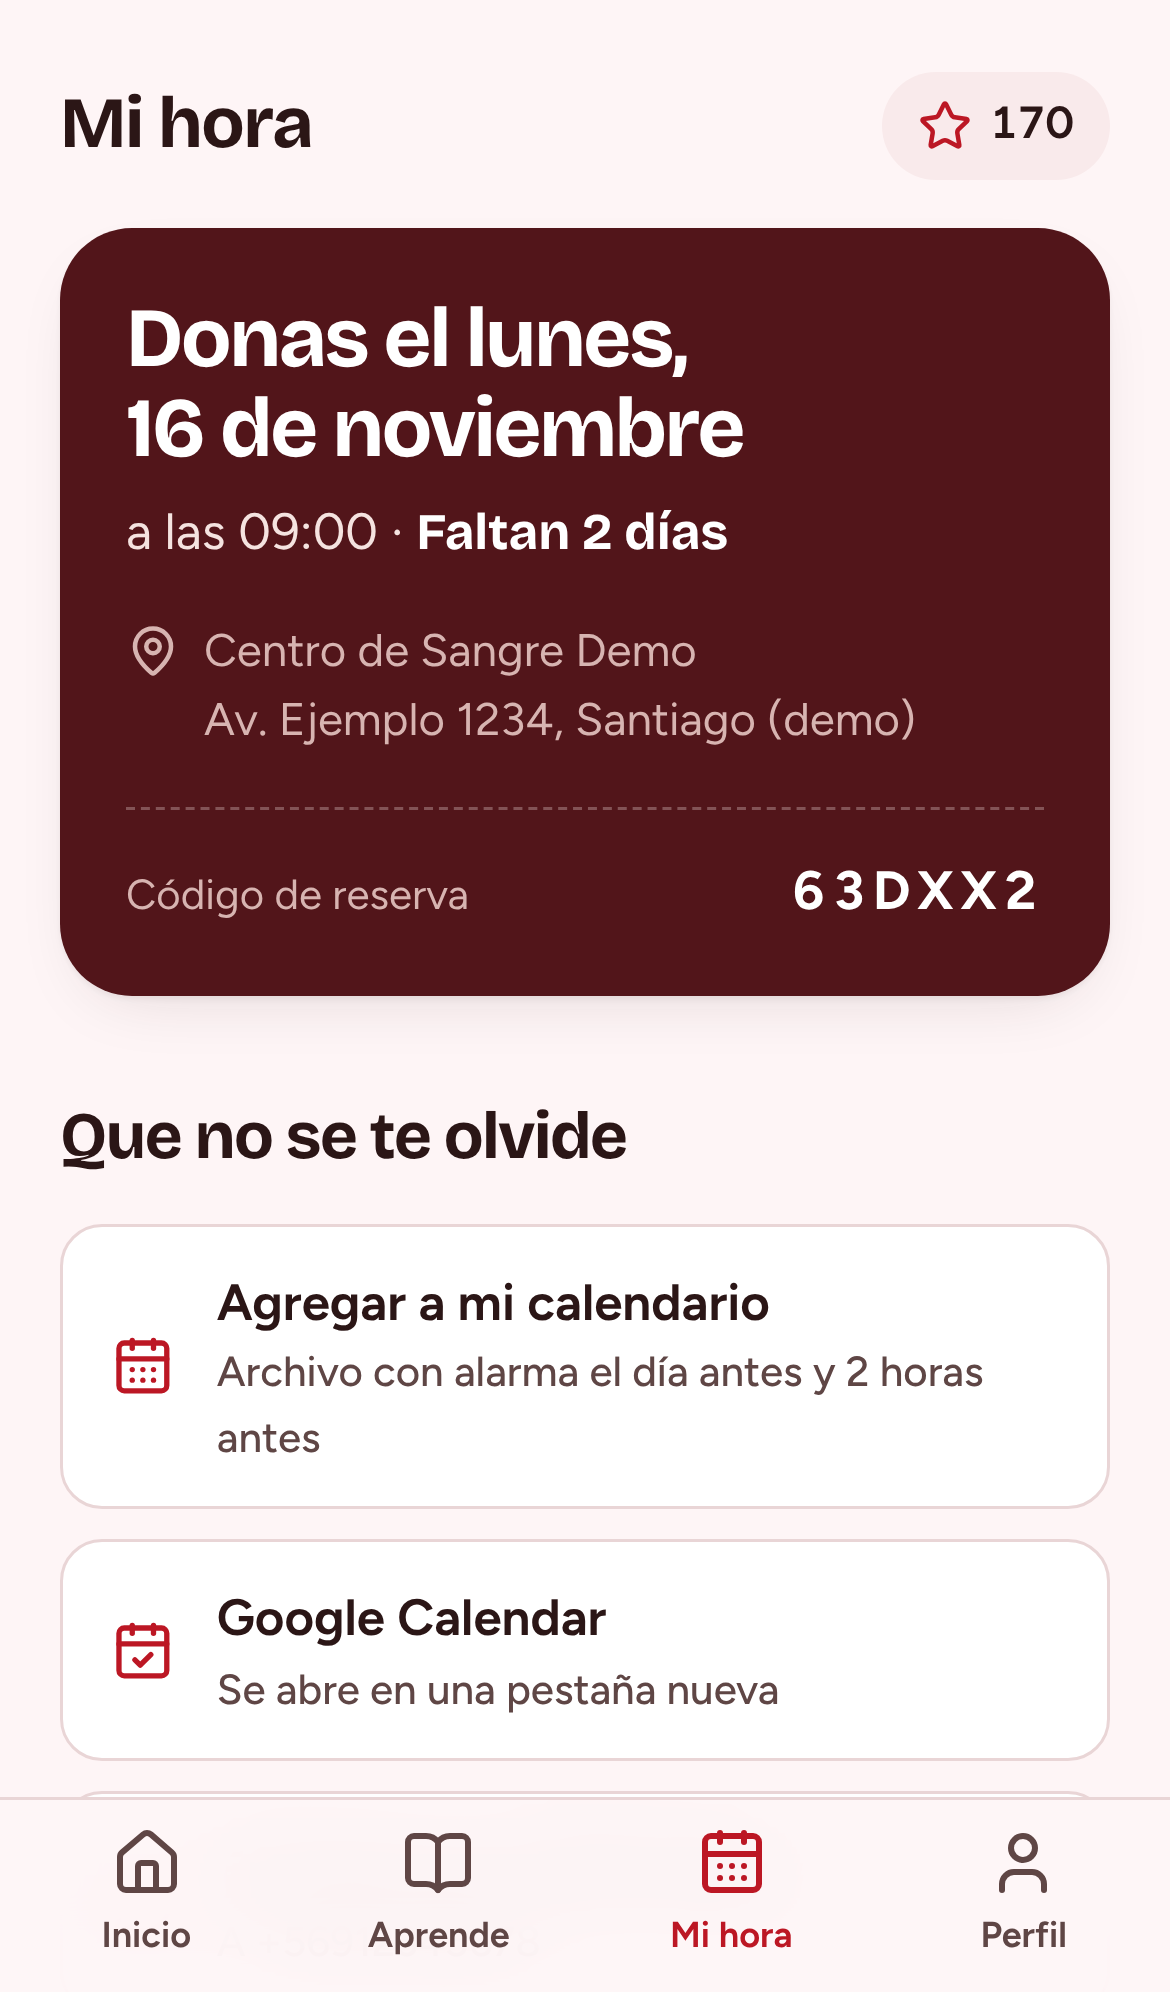 Mi hora
170
Donas el lunes,
16 de noviembre
a las 09:00 · Faltan 2 días
Centro de Sangre Demo
Av. Ejemplo 1234, Santiago (demo)
Código de reserva
63DXX2
Que no se te olvide
Agregar a mi calendario
Archivo con alarma el día antes y 2 horas
antes
Google Calendar
Se abre en una pestaña nueva
Inicio
Aprende
Mi hora
Perfil